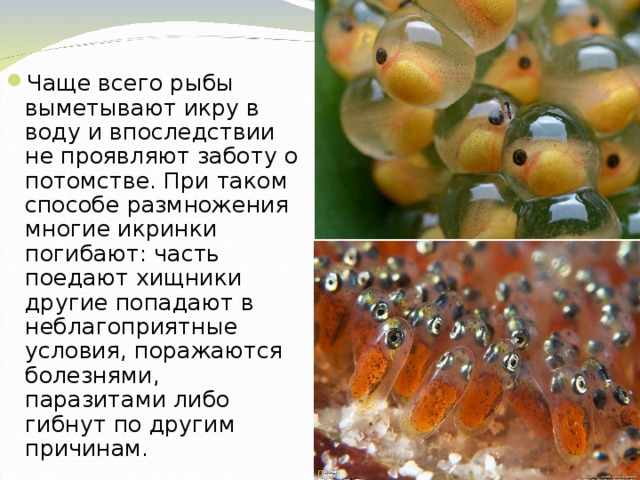 Чаще всего рыбы
выметывают икру в
воду и впоследствии
не проявляют заботу о
потомстве. При таком
способе размножения
многие икринки
погибают: часть
поедают хищники
другие попадают в
неблагоприятные
условия, поражаются
болезнями,
паразитами либо
гибнут по другим
причинам.